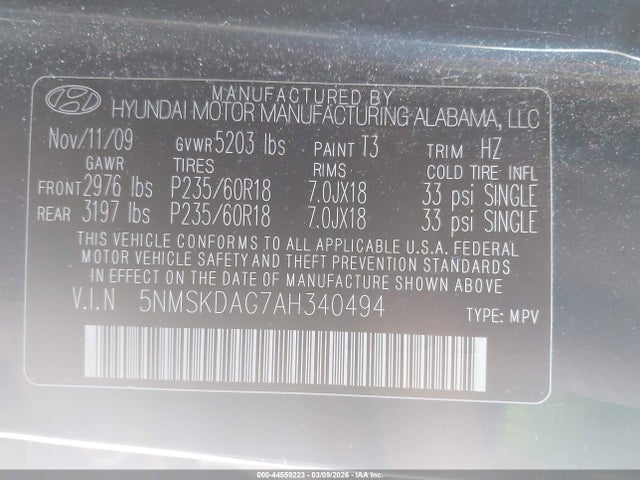 MANUFACTURED BY
HYUNDAI MOTOR MANUFACTURING ALABAMA, LLC
Nov/11/09 GVWR 5203 lbs PAINT T3 TRIM HZ
GAWR TIRES RIMS COLD TIRE INFL
FRONT 2976 lbs P235/60R18 7.0JX18 33 psi SINGLE
REAR 3197 lbs P235/60R18 7.0JX18 33 psi SINGLE
THIS VEHICLE CONFORMS TO ALL APPLICABLE U.S.A. FEDERAL
MOTOR VEHICLE SAFETY AND THEFT PREVENTION STANDARDS
IN EFFECT ON THE DATE OF MANUFACTURE SHOWN ABOVE
V.I.N 5NMSKDAG7AH340494 TYPE: MPV
000-44559223 - 03/09/2026 - IAA Inc.